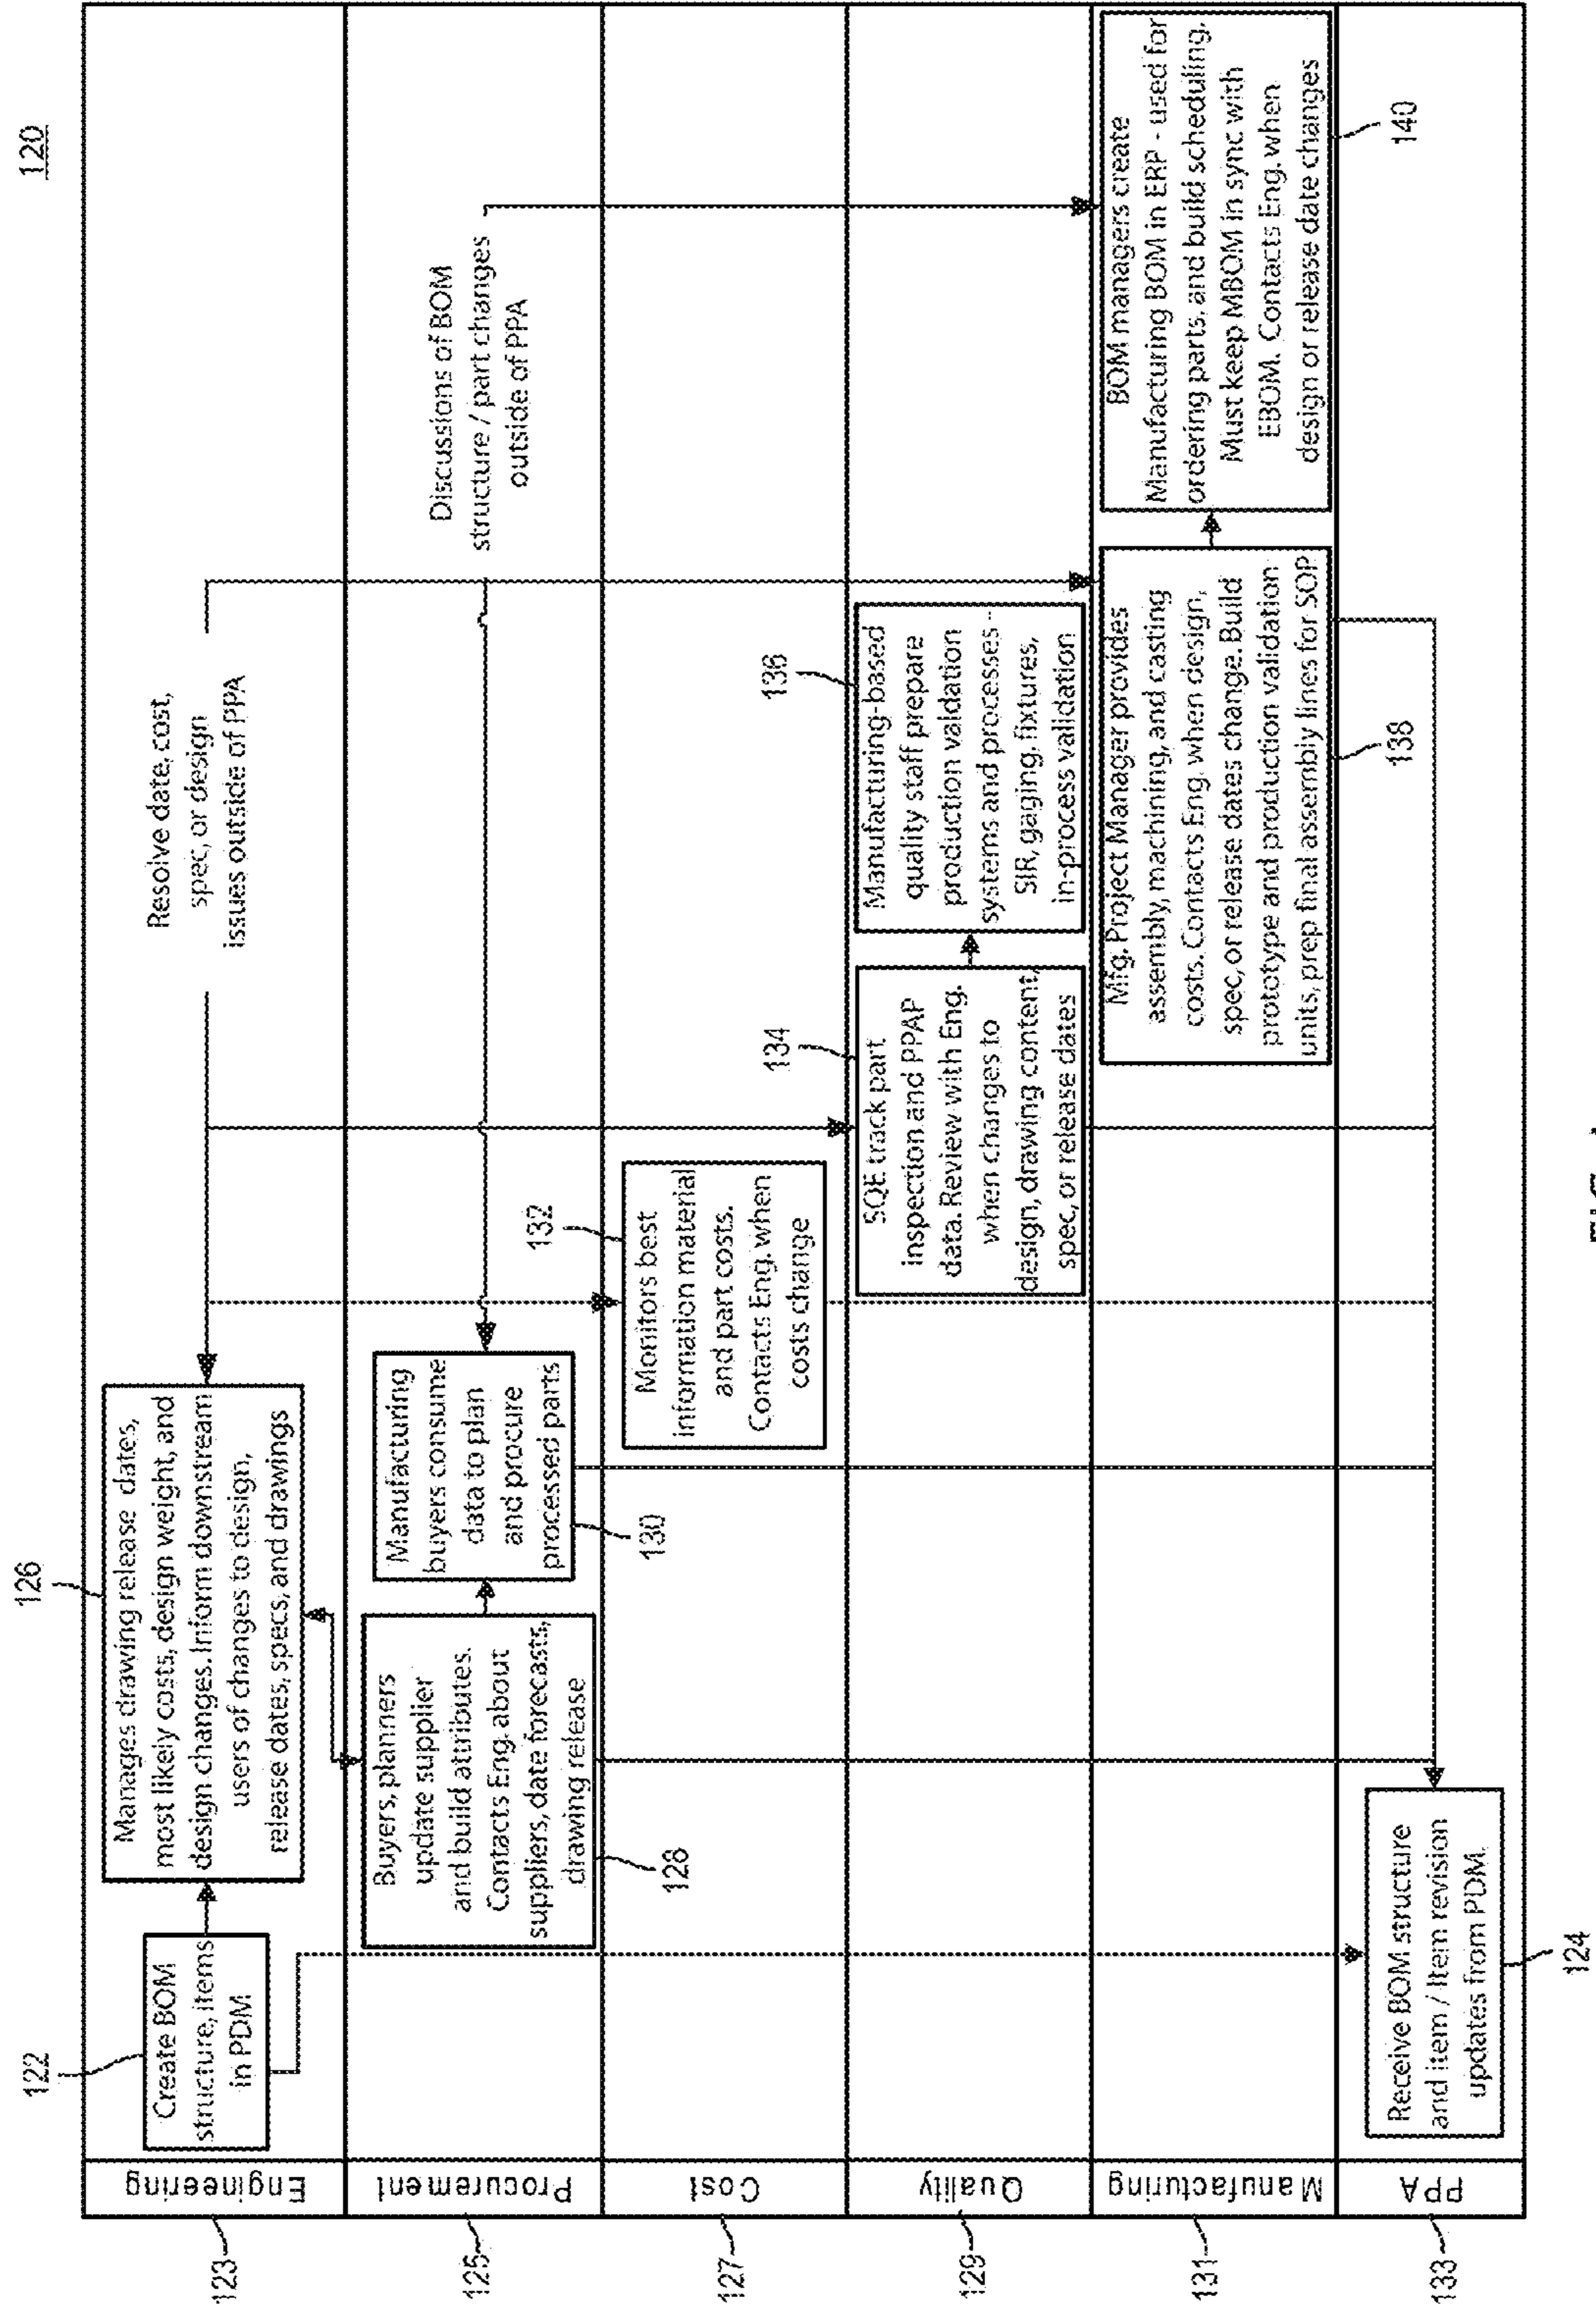 120
Engineering
123
122
Create BOM
structure, items
in PDM
126
Manages drawing release dates,
most likely costs, design weight, and
design changes. Inform downstream
users of changes to design,
release dates, specs, and drawings
Resolve date, cost,
spec, or design
issues outside of PPA
Procurement
125
Buyers, planners
update supplier
and build attributes.
Contacts Eng. about
suppliers, date forecasts,
drawing release
128
Manufacturing
buyers consume
data to plan
and procure
processed parts
130
Discussions of BOM
structure / part changes
outside of PPA
Cost
127
132
Monitors best
information material
and part costs.
Contacts Eng. when
costs change
Quality
129
134
SQE track part
inspection and PPAP
data. Review with Eng.
when changes to
design, drawing content,
spec, or release dates
136
Manufacturing-based
quality staff prepare
production validation
systems and processes -
SIR, gaging, fixtures,
in-process validation
Manufacturing
131
Mfg. Project Manager provides
assembly, machining, and casting
costs. Contacts Eng. when design,
spec, or release dates change. Build
prototype and production validation
units, prep final assembly lines for SOP
138
BOM managers create
Manufacturing BOM in ERP - used for
ordering parts, and build scheduling.
Must keep MBOM in sync with
EBOM. Contacts Eng. when
design or release date changes
140
PPA
133
Receive BOM structure
and item / Item revision
updates from PDM.
124